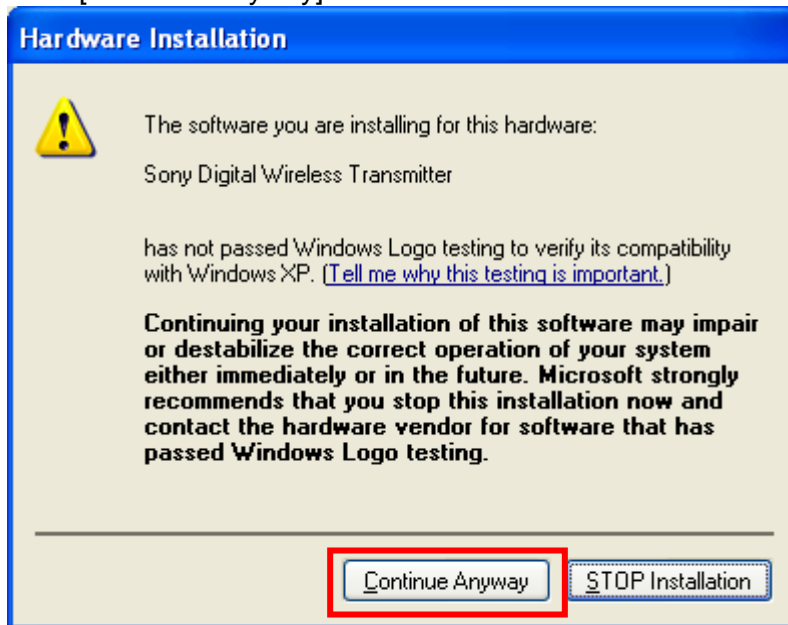 Hardware Installation
The software you are installing for this hardware:
Sony Digital Wireless Transmitter
has not passed Windows Logo testing to verify its compatibility
with Windows XP. (Tell me why this testing is important.)
Continuing your installation of this software may impair
or destabilize the correct operation of your system
either immediately or in the future. Microsoft strongly
recommends that you stop this installation now and
contact the hardware vendor for software that has
passed Windows Logo testing.
Continue Anyway
STOP Installation